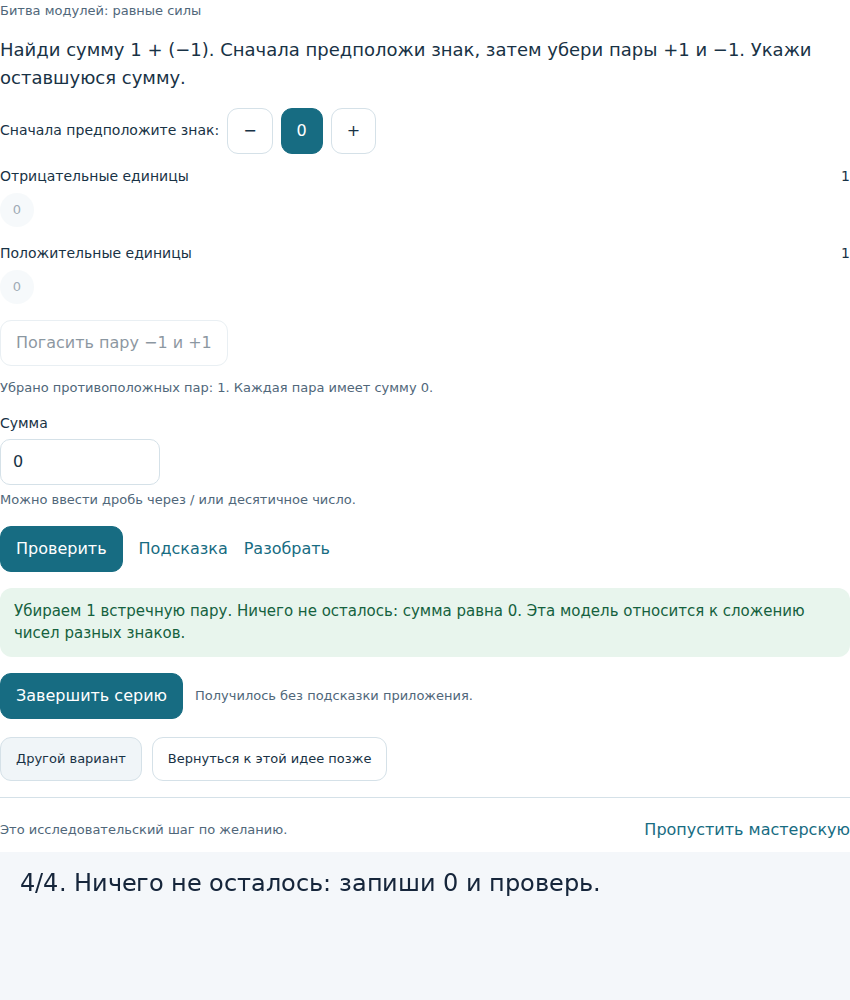 Битва модулей: равные силы
Найди сумму 1 + (−1). Сначала предположи знак, затем убери пары +1 и −1. Укажи
оставшуюся сумму.
Сначала предположите знак: − 0 +
Отрицательные единицы 1
0
Положительные единицы 1
0
Погасить пару −1 и +1
Убрано противоположных пар: 1. Каждая пара имеет сумму 0.
Сумма
0
Можно ввести дробь через / или десятичное число.
Проверить Подсказка Разобрать
Убираем 1 встречную пару. Ничего не осталось: сумма равна 0. Эта модель относится к сложению
чисел разных знаков.
Завершить серию Получилось без подсказки приложения.
Другой вариант Вернуться к этой идее позже
Это исследовательский шаг по желанию. Пропустить мастерскую
4/4. Ничего не осталось: запиши 0 и проверь.